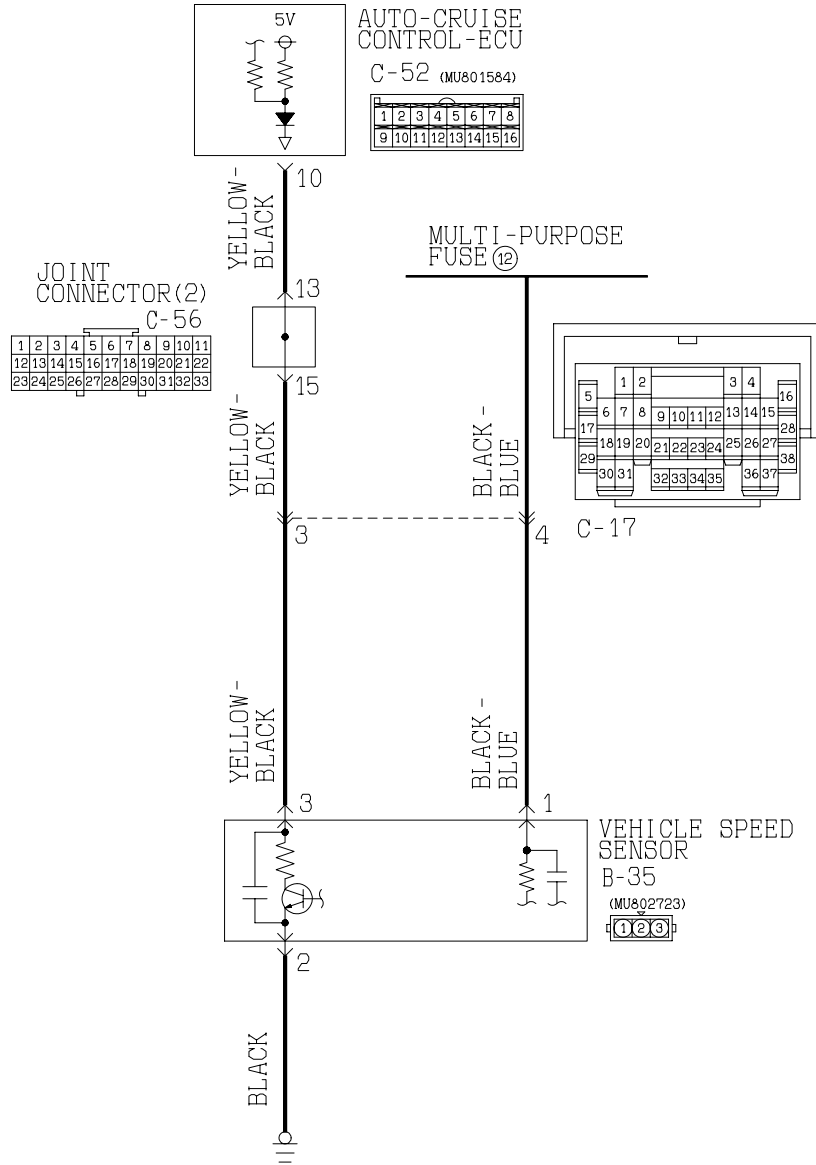 5V
AUTO-CRUISE
CONTROL-ECU
C-52 (MU801584)
1 2 3 4 5 6 7 8
9 10 11 12 13 14 15 16
10
YELLOW-
BLACK
MULTI-PURPOSE
FUSE 12
JOINT
CONNECTOR(2)
C-56
1 2 3 4 5 6 7 8 9 10 11
12 13 14 15 16 17 18 19 20 21 22
23 24 25 26 27 28 29 30 31 32 33
13
15
YELLOW-
BLACK
BLACK-
BLUE
1 2 3 4
5 16
6 7 8 9 10 11 12 13 14 15
17 28
18 19 20 21 22 23 24 25 26 27
29 38
30 31 32 33 34 35 36 37
C-17
3
4
YELLOW-
BLACK
BLACK-
BLUE
3
1
VEHICLE SPEED
SENSOR
B-35
(MU802723)
1 2 3
2
BLACK